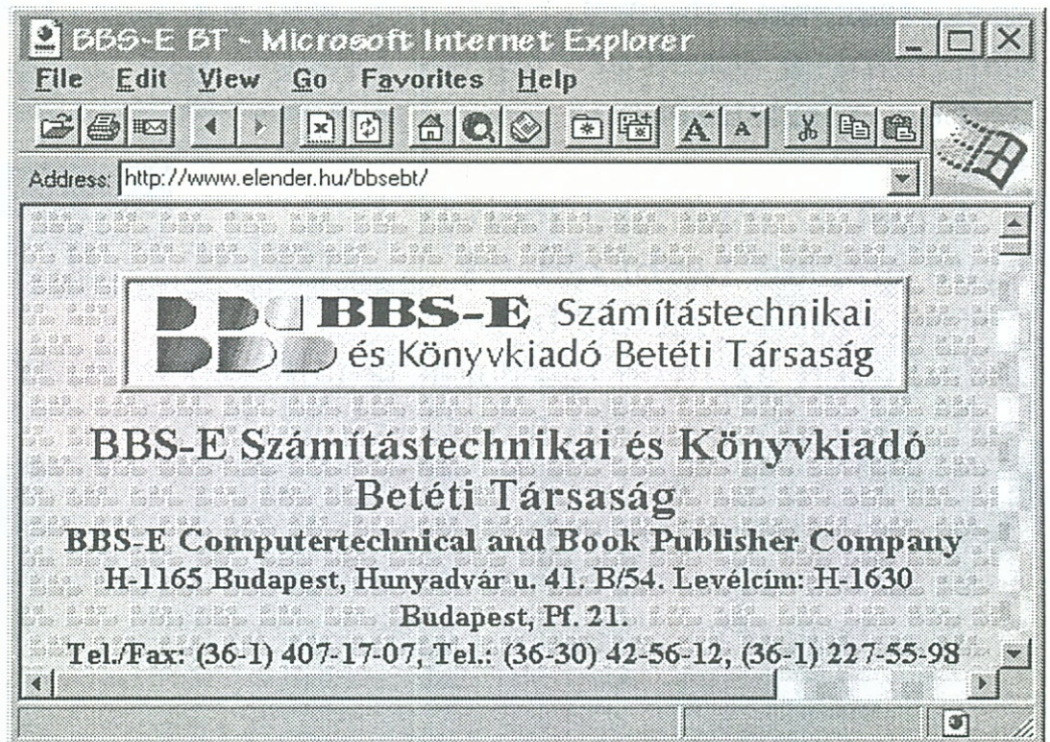 BBS-E BT - Microsoft Internet Explorer
File Edit View Go Favorites Help
A A
Address: http://www.elender.hu/bbsebt/
BBS-E Számítástechnikai
és Könyvkiadó Betéti Társaság
BBS-E Számítástechnikai és Könyvkiadó
Betéti Társaság
BBS-E Computertechnical and Book Publisher Company
H-1165 Budapest, Hunyadvár u. 41. B/54. Levélcím: H-1630
Budapest, Pf. 21.
Tel./Fax: (36-1) 407-17-07, Tel.: (36-30) 42-56-12, (36-1) 227-55-98